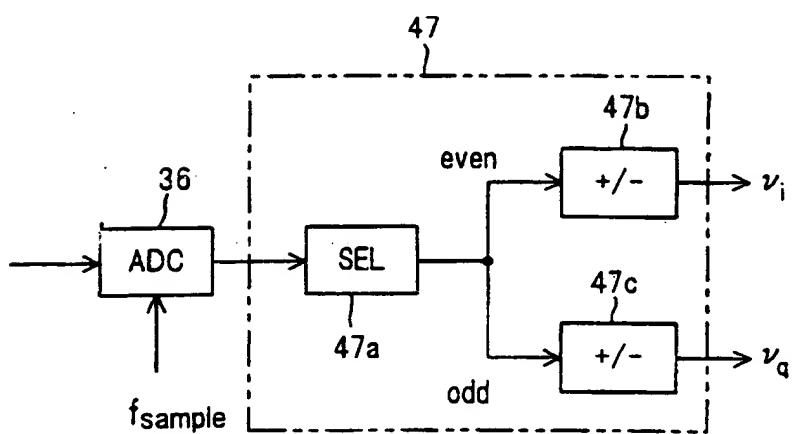 47
47b
even
+/-
νi
36
ADC
SEL
47a
47c
+/-
νq
odd
fsample